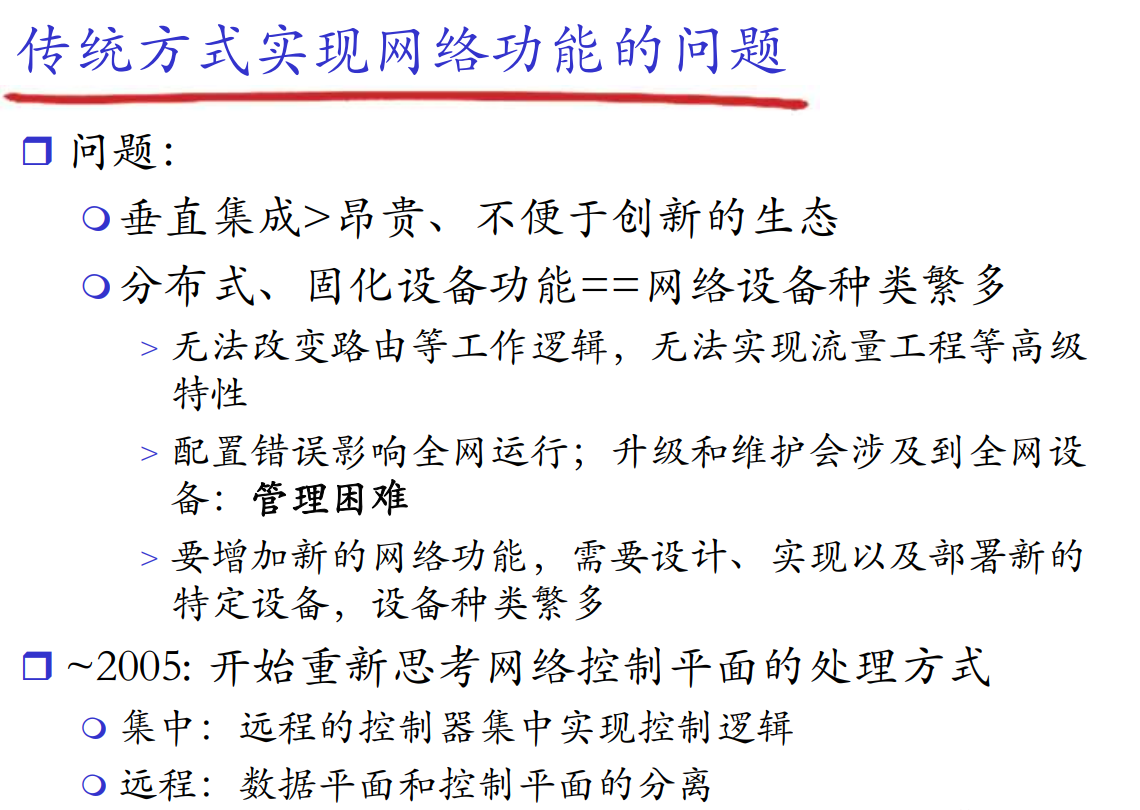 传统方式实现网络功能的问题
问题：
垂直集成>昂贵、不便于创新的生态
分布式、固化设备功能==网络设备种类繁多
> 无法改变路由等工作逻辑，无法实现流量工程等高级
特性
> 配置错误影响全网运行；升级和维护会涉及到全网设
备：管理困难
> 要增加新的网络功能，需要设计、实现以及部署新的
特定设备，设备种类繁多
~2005: 开始重新思考网络控制平面的处理方式
集中：远程的控制器集中实现控制逻辑
远程：数据平面和控制平面的分离